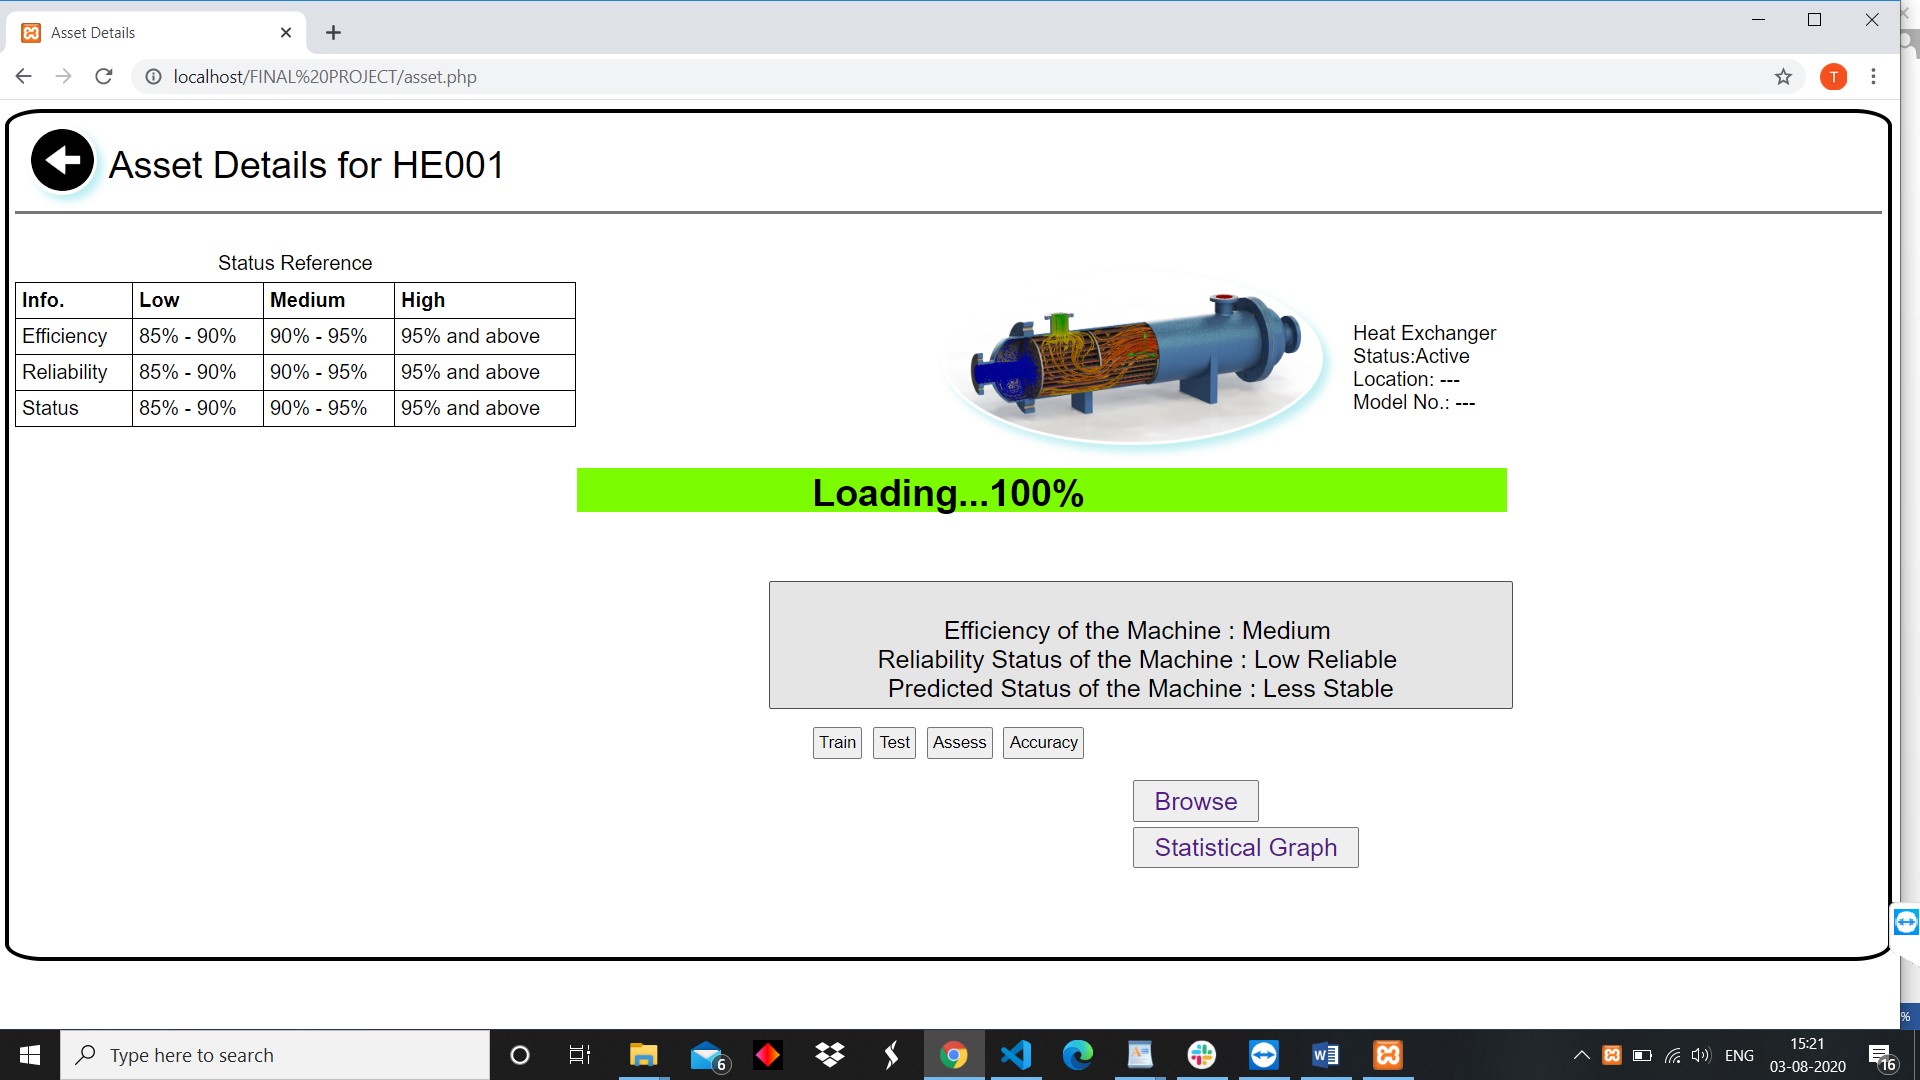 Asset Details
localhost/FINAL%20PROJECT/asset.php
T
Asset Details for HE001
Status Reference
Info. Low Medium High
Efficiency 85% - 90% 90% - 95% 95% and above
Reliability 85% - 90% 90% - 95% 95% and above
Status 85% - 90% 90% - 95% 95% and above
Heat Exchanger
Status:Active
Location: ---
Model No.: ---
Loading...100%
Efficiency of the Machine : Medium
Reliability Status of the Machine : Low Reliable
Predicted Status of the Machine : Less Stable
Train Test Assess Accuracy
Browse
Statistical Graph
%
Type here to search
6
ENG
15:21
03-08-2020
16